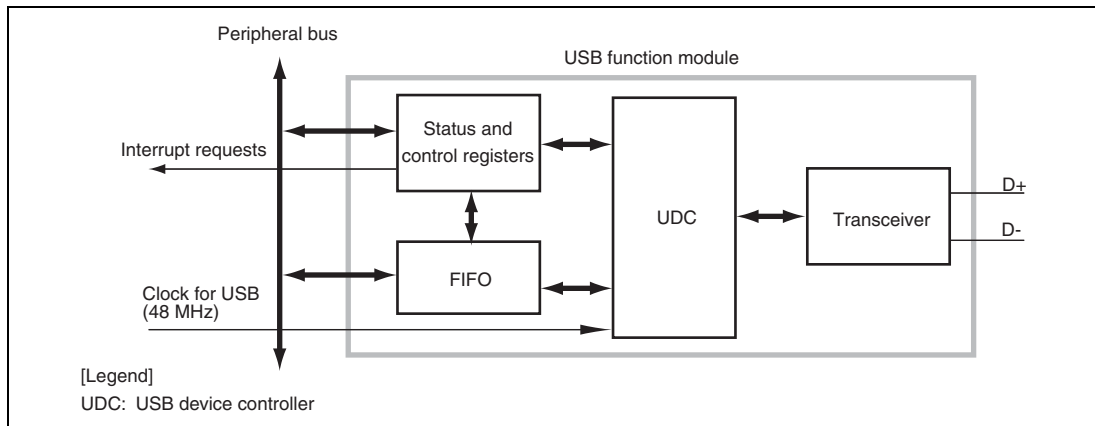 Peripheral bus
USB function module
Status and
control registers
Interrupt requests
UDC
Transceiver
D+
D-
FIFO
Clock for USB
(48 MHz)
[Legend]
UDC: USB device controller